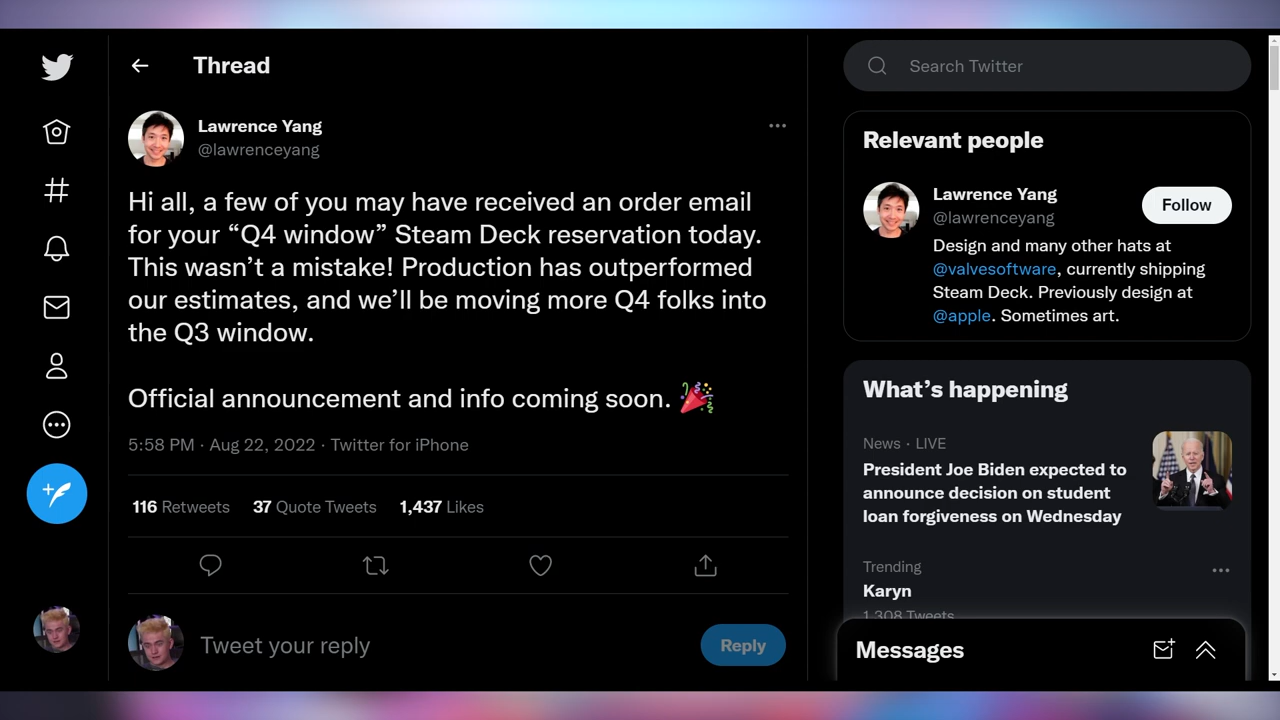 Thread
Search Twitter
Lawrence Yang
@lawrenceyang
Hi all, a few of you may have received an order email
for your “Q4 window” Steam Deck reservation today.
This wasn’t a mistake! Production has outperformed
our estimates, and we’ll be moving more Q4 folks into
the Q3 window.
Official announcement and info coming soon. 🎉
5:58 PM · Aug 22, 2022 · Twitter for iPhone
116 Retweets 37 Quote Tweets 1,437 Likes
Tweet your reply
Reply
Relevant people
Lawrence Yang
@lawrenceyang
Follow
Design and many other hats at
@valvesoftware, currently shipping
Steam Deck. Previously design at
@apple. Sometimes art.
What’s happening
News · LIVE
President Joe Biden expected to
announce decision on student
loan forgiveness on Wednesday
Trending
Karyn
1,308 Tweets
Messages